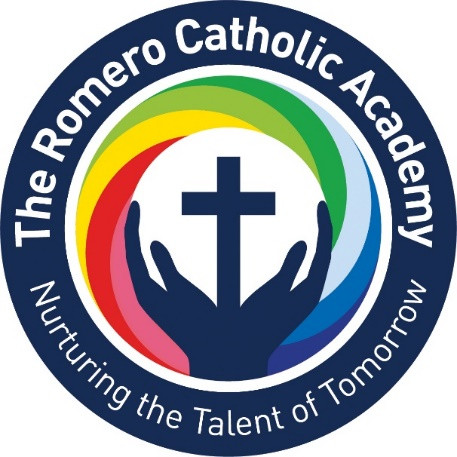 The Romero Catholic Academy
Nurturing the Talent of Tomorrow